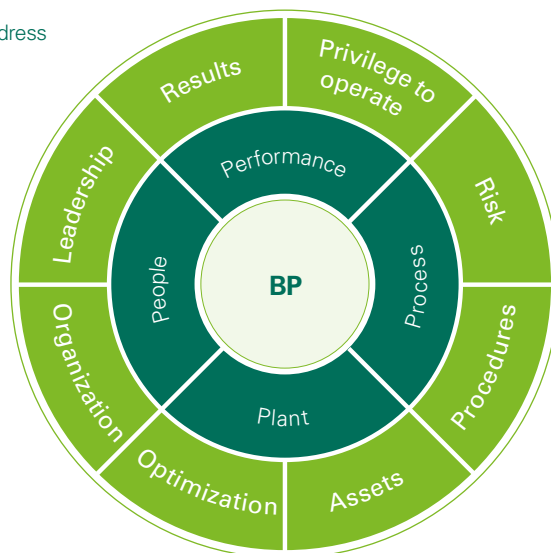 dress
Results
Privilege to
operate
Leadership
Performance
Risk
People
BP
Process
Organization
Plant
Procedures
Optimization
Assets